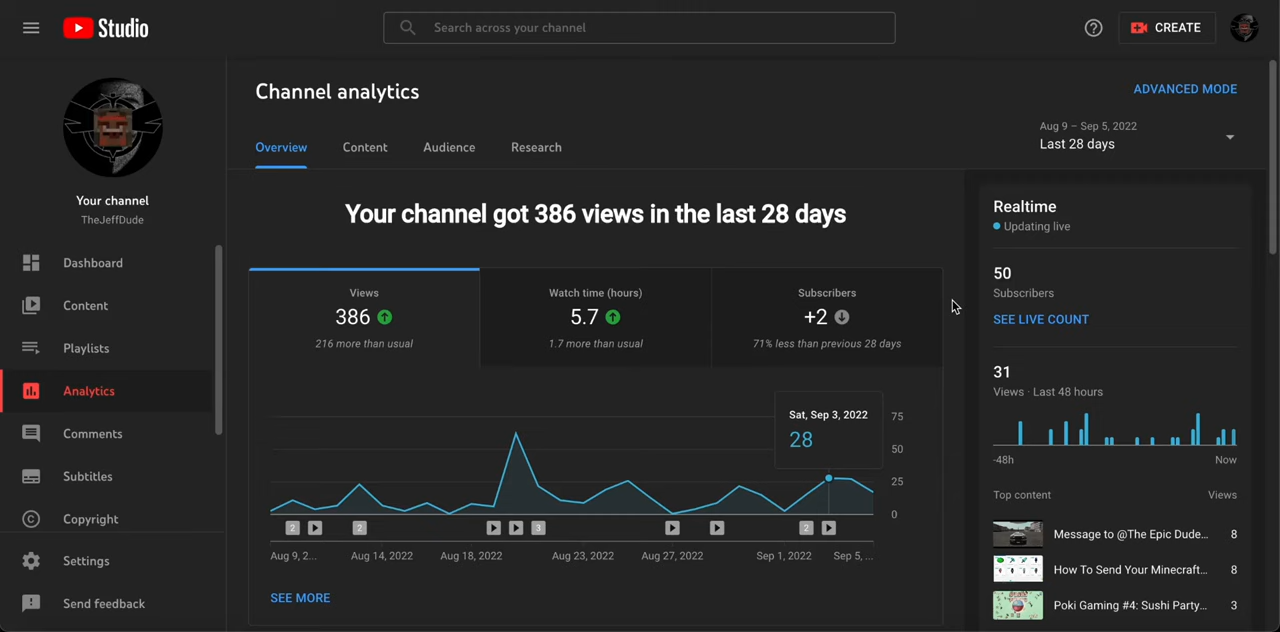 Studio
Search across your channel
CREATE
Your channel
TheJeffDude
Dashboard
Content
Playlists
Analytics
Comments
Subtitles
Copyright
Settings
Send feedback
Channel analytics
ADVANCED MODE
Aug 9 – Sep 5, 2022
Last 28 days
Overview
Content
Audience
Research
Your channel got 386 views in the last 28 days
Views
386
216 more than usual
Watch time (hours)
5.7
1.7 more than usual
Subscribers
+2
71% less than previous 28 days
Sat, Sep 3, 2022
28
75
50
25
0
2
2
3
2
Aug 9, 2...
Aug 14, 2022
Aug 18, 2022
Aug 23, 2022
Aug 27, 2022
Sep 1, 2022
Sep 5, ...
SEE MORE
Realtime
Updating live
50
Subscribers
SEE LIVE COUNT
31
Views · Last 48 hours
-48h
Now
Top content
Views
Message to @The Epic Dude...
8
How To Send Your Minecraft...
8
Poki Gaming #4: Sushi Party...
3